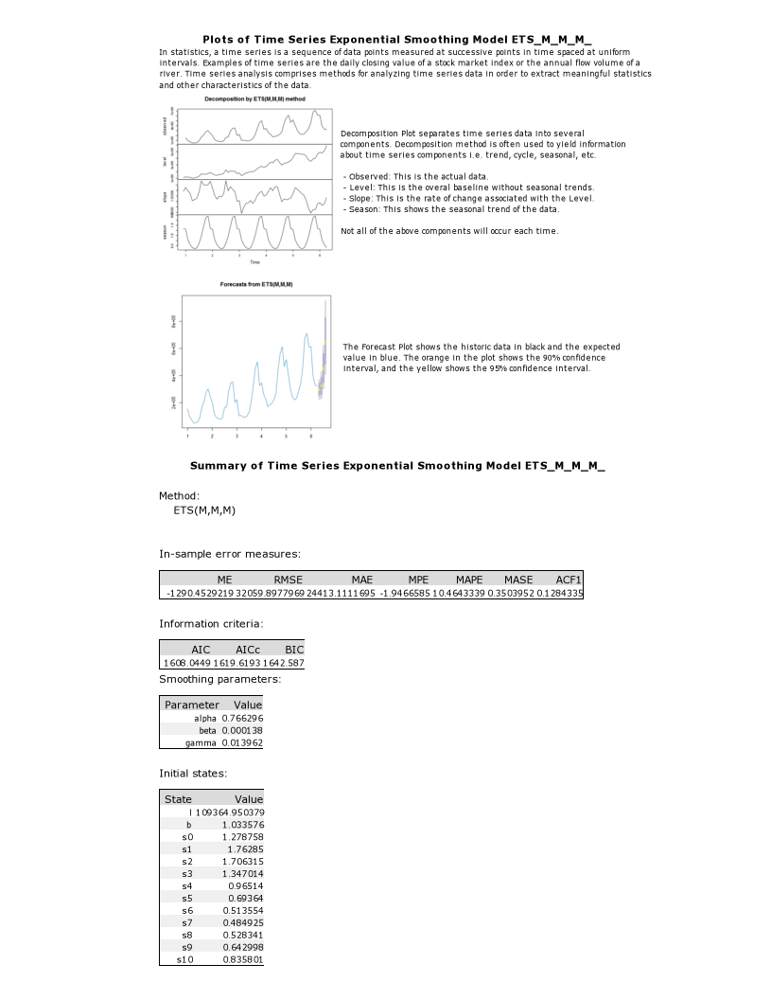 Plots of Time Series Exponential Smoothing Model ETS_M_M_M_
In statistics, a time series is a sequence of data points measured at successive points in time spaced at uniform
intervals. Examples of time series are the daily closing value of a stock market index or the annual flow volume of a
river. Time series analysis comprises methods for analyzing time series data in order to extract meaningful statistics
and other characteristics of the data.
Decomposition by ETS(M,M,M) method
observed
level
slope
season
1 2 3 4 5 6
Time
Decomposition Plot separates time series data into several
components. Decomposition method is often used to yield information
about time series components i.e. trend, cycle, seasonal, etc.
- Observed: This is the actual data.
- Level: This is the overal baseline without seasonal trends.
- Slope: This is the rate of change associated with the Level.
- Season: This shows the seasonal trend of the data.
Not all of the above components will occur each time.
Forecasts from ETS(M,M,M)
8e+05
6e+05
4e+05
2e+05
1 2 3 4 5 6
The Forecast Plot shows the historic data in black and the expected
value in blue. The orange in the plot shows the 90% confidence
interval, and the yellow shows the 95% confidence interval.
Summary of Time Series Exponential Smoothing Model ETS_M_M_M_
Method:
ETS(M,M,M)
In-sample error measures:
ME RMSE MAE MPE MAPE MASE ACF1
-1290.4529219 32059.8977969 24413.1111695 -1.9466585 10.4643339 0.3503952 0.1284335
Information criteria:
AIC AICc BIC
1608.0449 1619.6193 1642.587
Smoothing parameters:
Parameter Value
alpha 0.766296
beta 0.000138
gamma 0.013962
Initial states:
State Value
l 109364.950379
b 1.033576
s0 1.278758
s1 1.76285
s2 1.706315
s3 1.347014
s4 0.96514
s5 0.69364
s6 0.513554
s7 0.484925
s8 0.528341
s9 0.642998
s10 0.835801